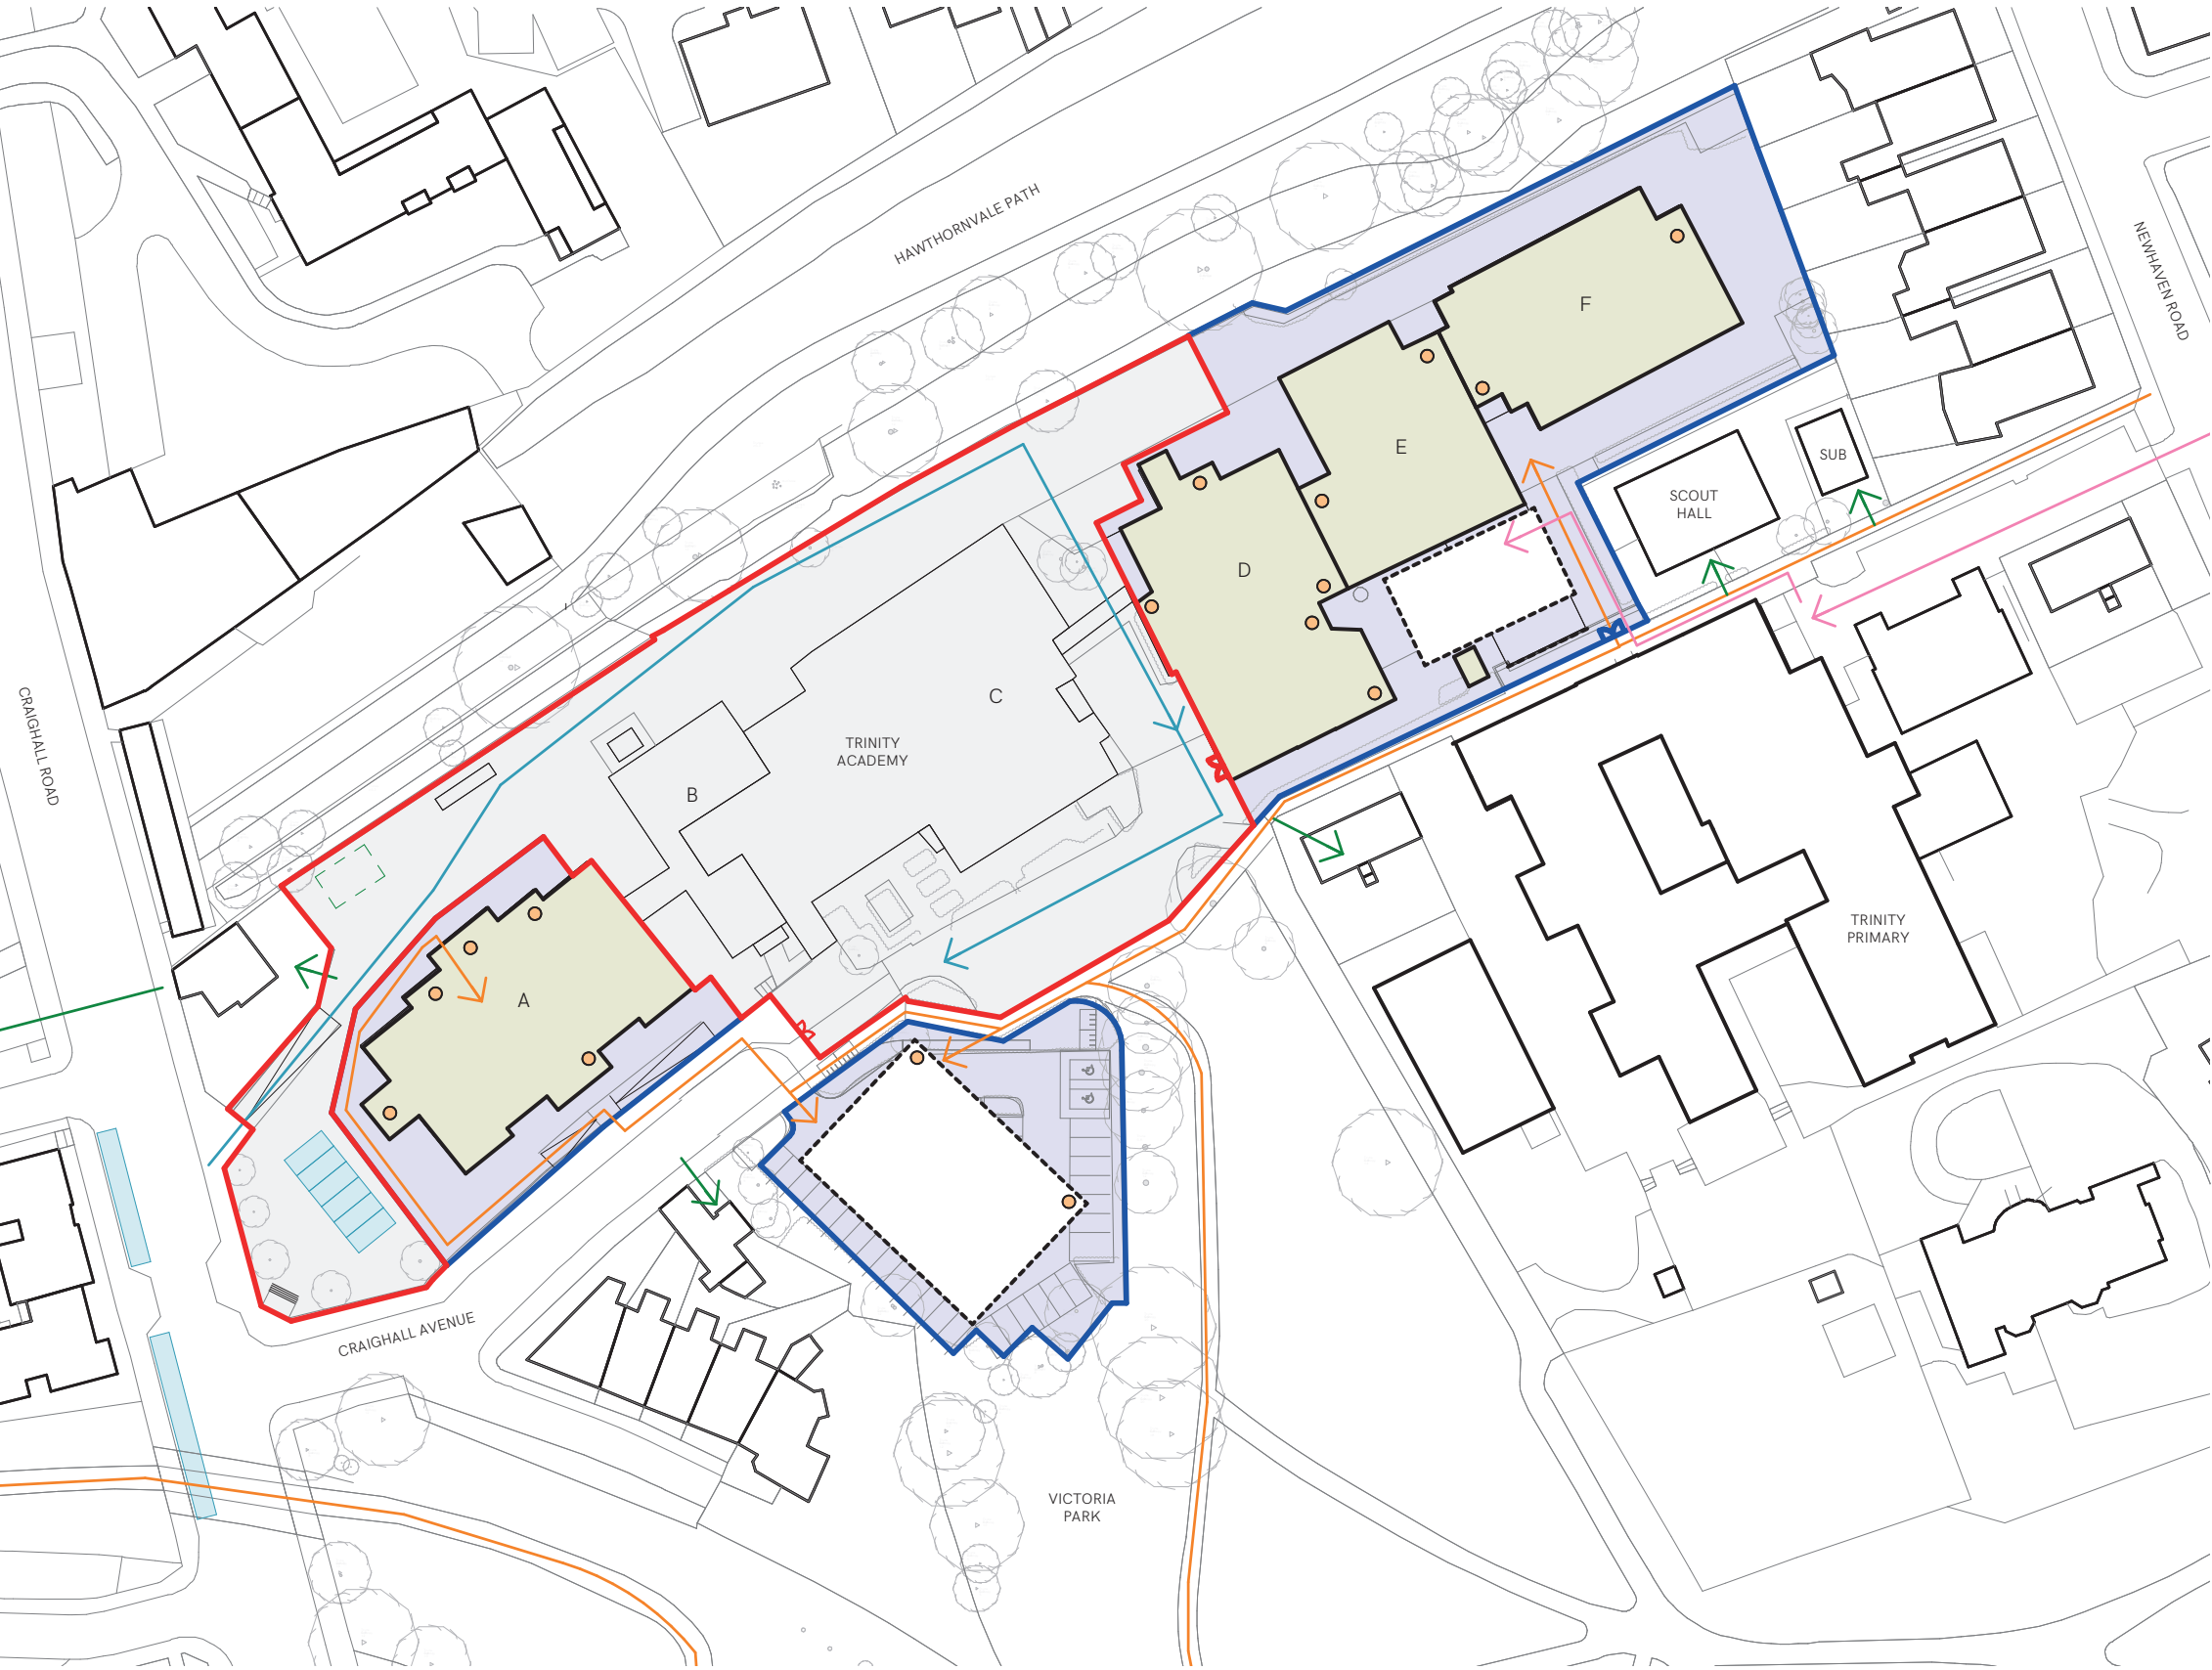 HAWTHORNVALE PATH
NEWHAVEN ROAD
F
E
SUB
SCOUT
HALL
D
CRAIGHALL ROAD
C
TRINITY
ACADEMY
B
TRINITY
PRIMARY
A
CRAIGHALL AVENUE
VICTORIA
PARK